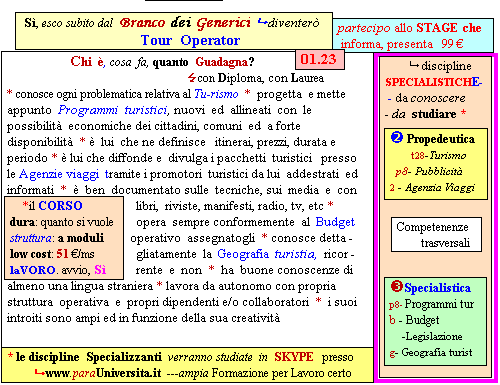 Sì, esco subito dal Branco dei Generici ↪diventerò
Tour Operator
partecipo allo STAGE che
informa, presenta 99 €
Chi è, cosa fa, quanto Guadagna?
01.23
con Diploma, con Laurea
* conosce ogni problematica relativa al Tu-rismo * progetta e mette
appunto Programmi turistici, nuovi ed allineati con le
possibilità economiche dei cittadini, comuni ed a forte
disponibilità * è lui che ne definisce itinerai, prezzi, durata e
periodo * è lui che diffonde e divulga i pacchetti turistici presso
le Agenzie viaggi tramite i promotori turistici da lui addestrati ed
informati * è ben documentato sulle tecniche, sui media e con
libri, riviste, manifesti, radio, tv, etc *
opera sempre conformemente al Budget
operativo assegnatogli * conosce detta -
gliatamente la Geografia turistia, ricor-
rente e non * ha buone conoscenze di
almeno una lingua straniera * lavora da autonomo con propria
struttura operativa e propri dipendenti e/o collaboratori * i suoi
introiti sono ampi ed in funzione della sua creatività
*il CORSO
dura: quanto si vuole
struttura: a moduli
low cost: 51 €/ms
laVORO. avvio, Sì
* le discipline Specializzanti verranno studiate in SKYPE presso
↪www.paraUniversita.it ---ampia Formazione per Lavoro certo
↪ discipline
SPECIALISTICHE-
- da conoscere
- da studiare *
❷ Propedeutica
t28-Turismo
p8- Pubblicità
2 - Agenzia Viaggi
Competenze
trasversali
❸Specialistica
p8- Programmi tur
b - Budget
-Legislazione
g- Geografia turist